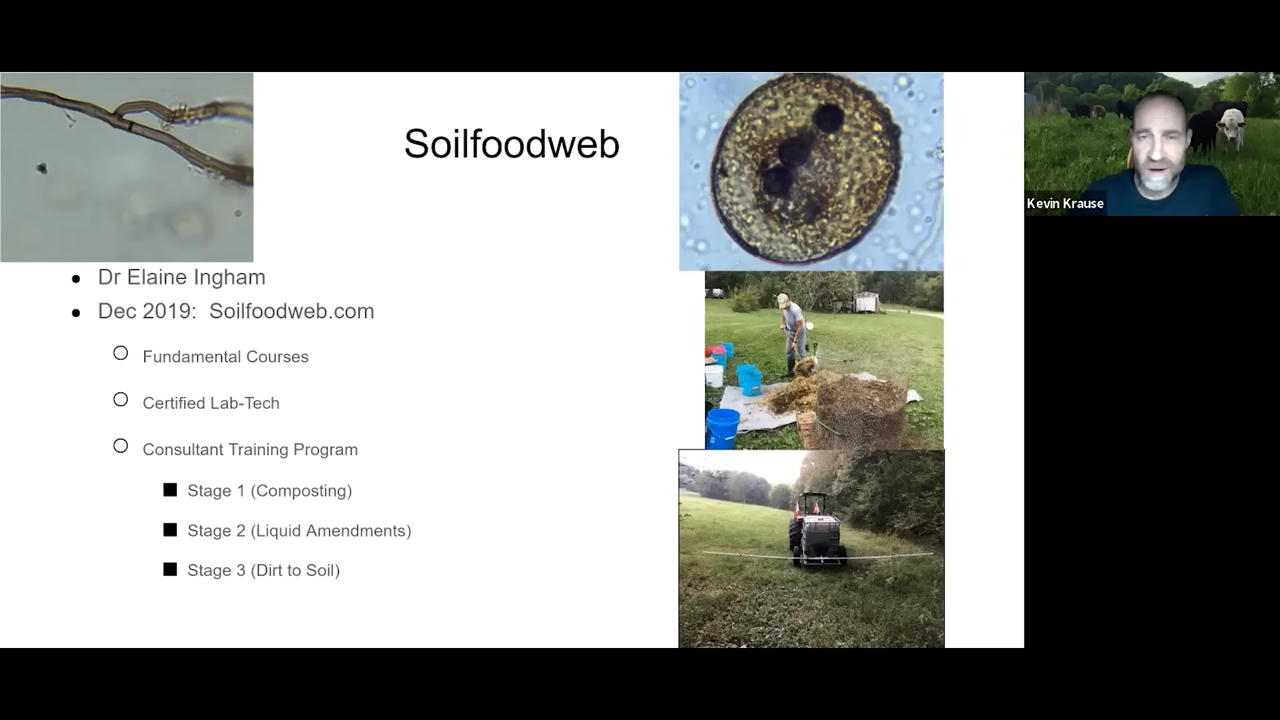 Soilfoodweb
Dr Elaine Ingham
Dec 2019: Soilfoodweb.com
Fundamental Courses
Certified Lab-Tech
Consultant Training Program
Stage 1 (Composting)
Stage 2 (Liquid Amendments)
Stage 3 (Dirt to Soil)
Kevin Krause